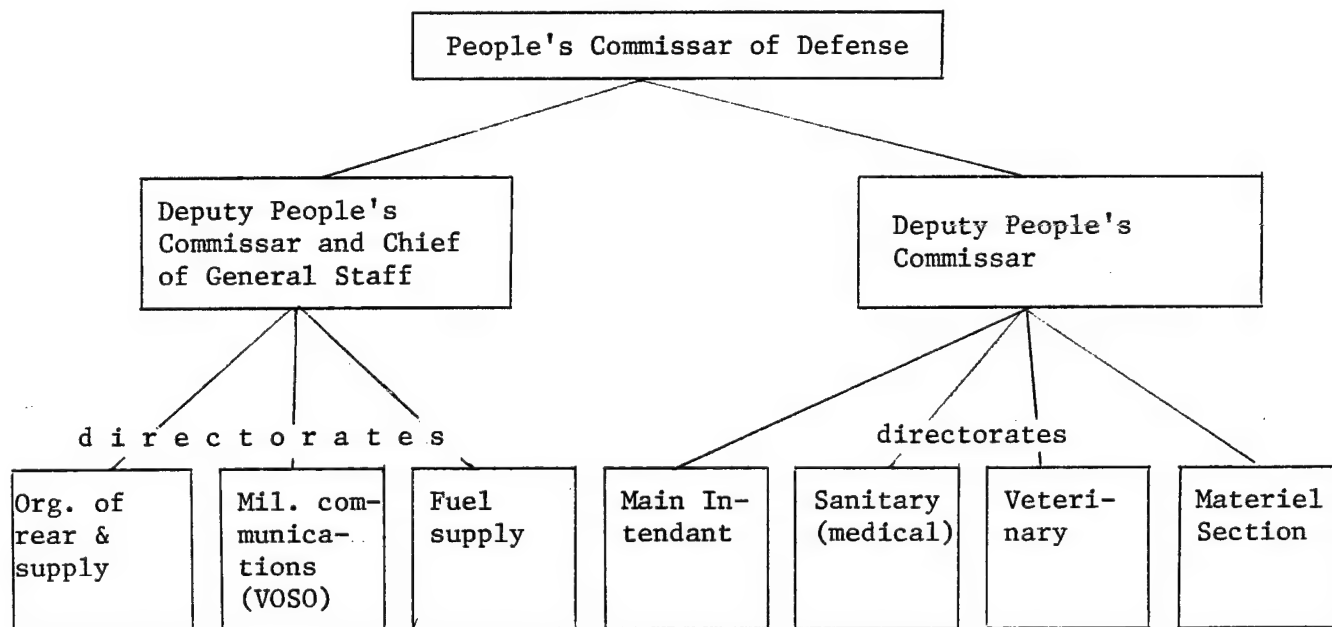 People's Commissar of Defense
Deputy People's
Commissar and Chief
of General Staff
Deputy People's
Commissar
directorates
directorates
Org. of
rear &
supply
Mil. com-
munica-
tions
(VOSO)
Fuel
supply
Main In-
tendant
Sanitary
(medical)
Veteri-
nary
Materiel
Section